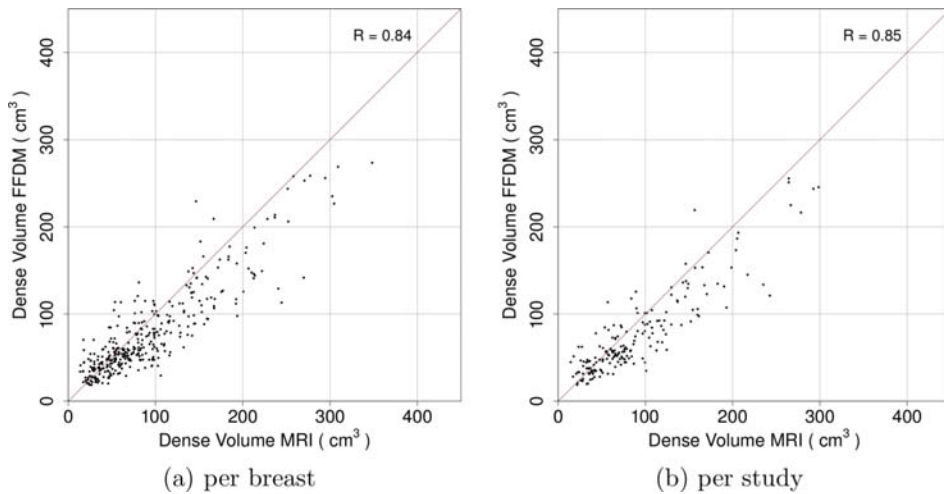 R = 0.84
400
300
200
100
0
Dense Volume FFDM ( cm³ )
0 100 200 300 400
Dense Volume MRI ( cm³ )
(a) per breast
R = 0.85
400
300
200
100
0
Dense Volume FFDM ( cm³ )
0 100 200 300 400
Dense Volume MRI ( cm³ )
(b) per study